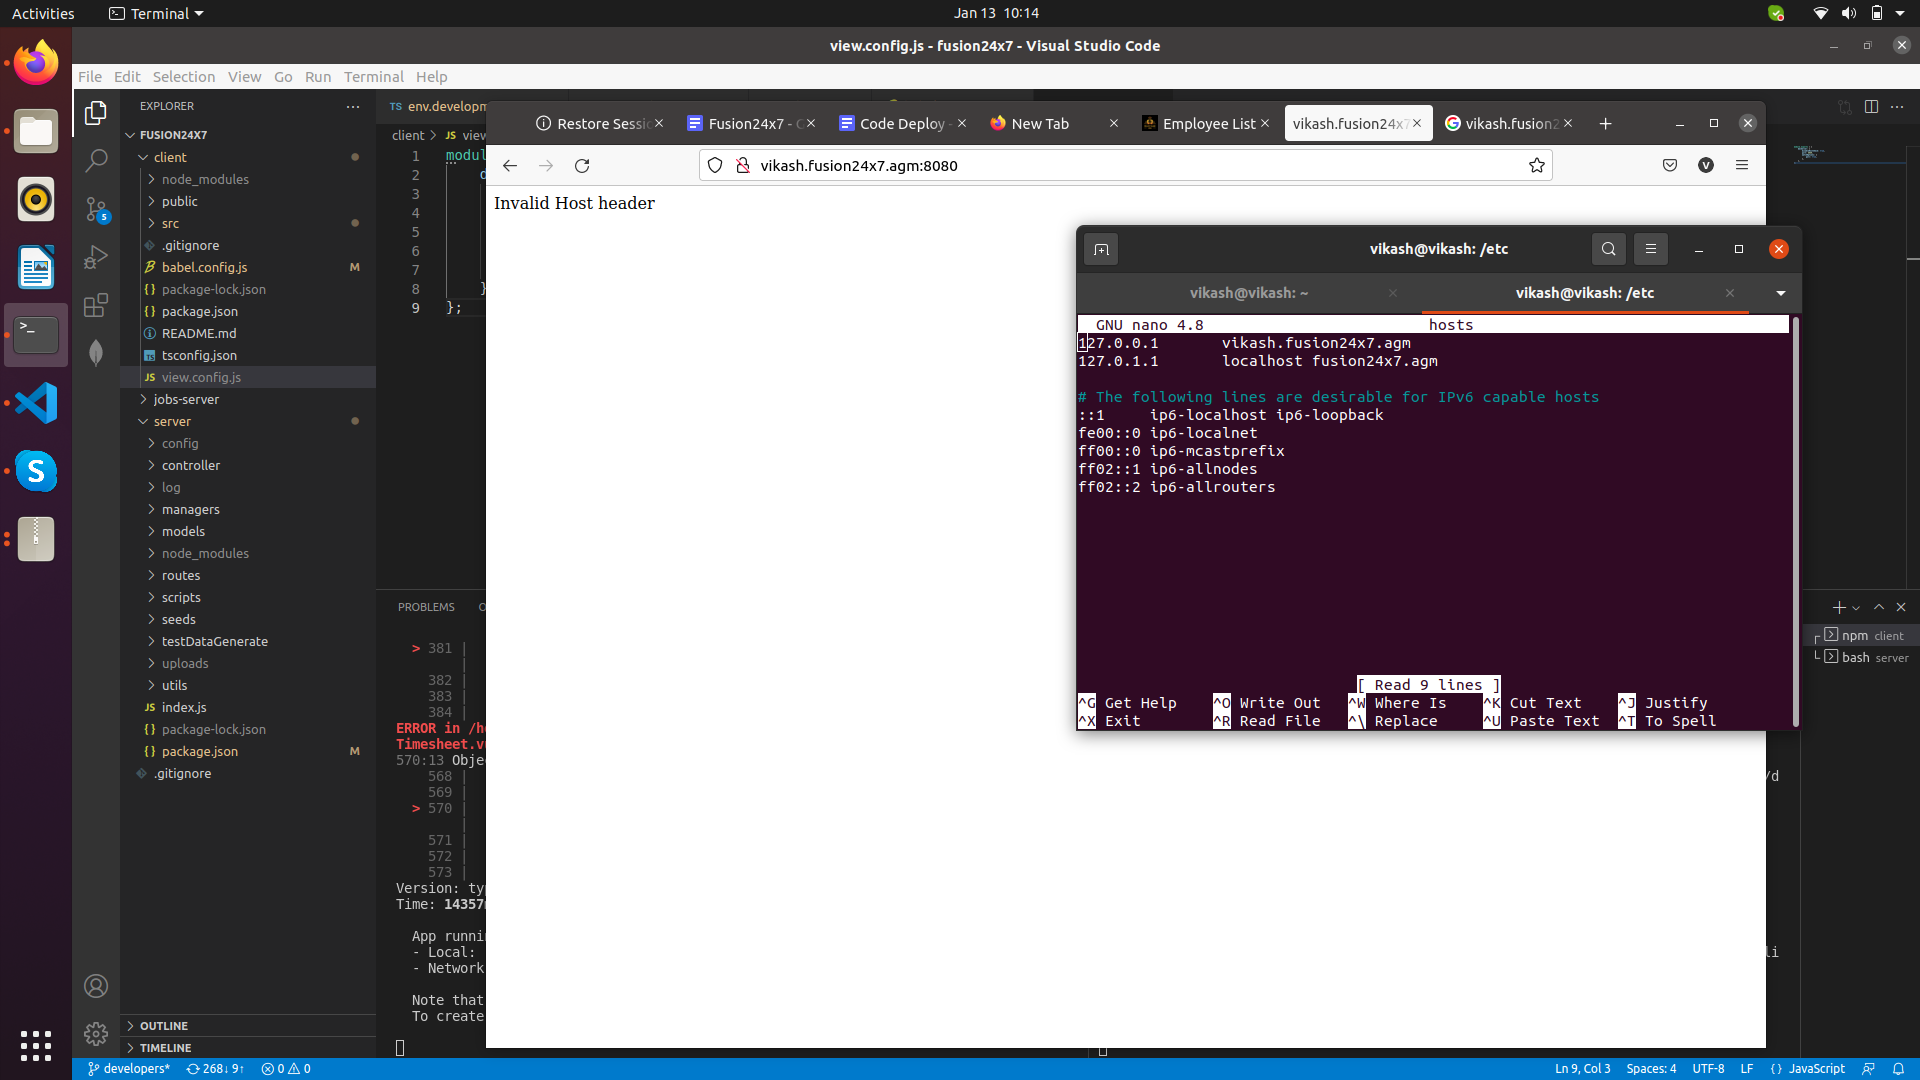 Activities
Terminal
Jan 13 10:14
view.config.js - fusion24x7 - Visual Studio Code
File Edit Selection View Go Run Terminal Help
EXPLORER
FUSION24X7
client
node_modules
public
src
.gitignore
babel.config.js M
package-lock.json
package.json
README.md
tsconfig.json
view.config.js
jobs-server
server
config
controller
log
managers
models
node_modules
routes
scripts
seeds
testDataGenerate
uploads
utils
index.js
package-lock.json
package.json M
.gitignore
OUTLINE
TIMELINE
5
TS env.developm
client > JS view
1 modul
2
3
4
5
6
7
8 }
9 };
Restore Sessi
Fusion24x7 -
Code Deploy -
New Tab
Employee List
vikash.fusion24x7
vikash.fusion2
vikash.fusion24x7.agm:8080
V
Invalid Host header
vikash@vikash: /etc
vikash@vikash: ~
vikash@vikash: /etc
GNU nano 4.8 hosts
127.0.0.1 vikash.fusion24x7.agm
127.0.1.1 localhost fusion24x7.agm
# The following lines are desirable for IPv6 capable hosts
::1 ip6-localhost ip6-loopback
fe00::0 ip6-localnet
ff00::0 ip6-mcastprefix
ff02::1 ip6-allnodes
ff02::2 ip6-allrouters
[ Read 9 lines ]
^G Get Help ^O Write Out ^W Where Is ^K Cut Text ^J Justify
^X Exit ^R Read File ^\ Replace ^U Paste Text ^T To Spell
PROBLEMS
> 381 |
|
382 |
383 |
384 |
ERROR in /h
Timesheet.v
570:13 Obje
568 |
569 |
> 570 |
|
571 |
572 |
573 |
Version: ty
Time: 14357
App runni
- Local:
- Network
Note that
To create
/d
li
npm client
bash server
developers* 268↓ 9↑ 0 0
Ln 9, Col 3 Spaces: 4 UTF-8 LF {} JavaScript